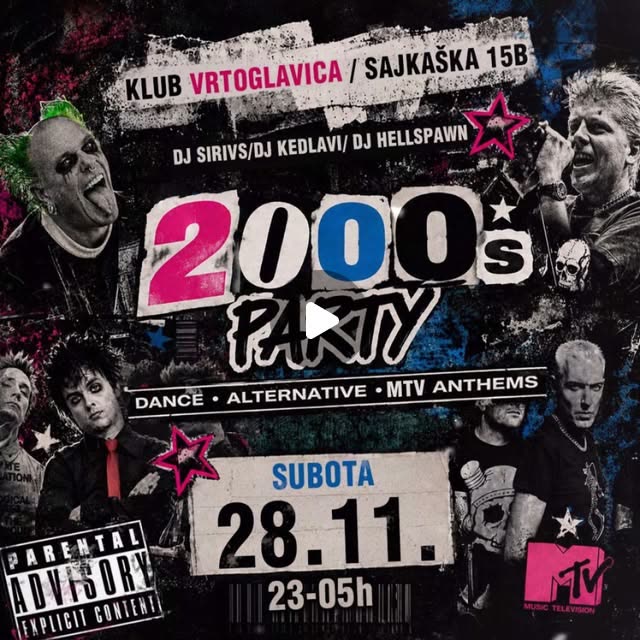 KLUB VRTOGLAVICA / SAJKAŠKA 15B
DJ SIRIVS/DJ KEDLAVI/ DJ HELLSPAWN
2000s
PARTY
DANCE • ALTERNATIVE • MTV ANTHEMS
SUBOTA
28.11.
23-05h
PARENTAL
ADVISORY
EXPLICIT CONTENT
MTV
MUSIC TELEVISION